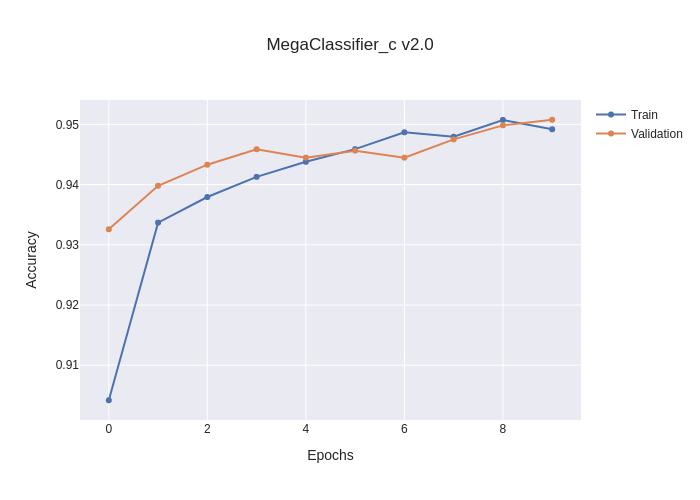 MegaClassifier_c v2.0
Train
Validation
0.95
0.94
0.93
0.92
0.91
Accuracy
0 2 4 6 8
Epochs